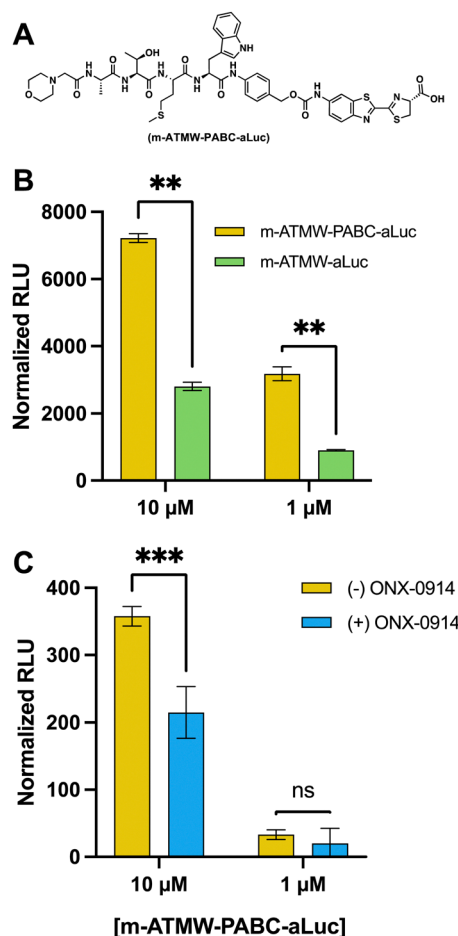 A
OH
O
H
N
O
H
N
O
NH
N
O
N
H
O
N
H
O
H
N
O
S
O
O
H
N
S
N
N
S
O
OH
(m-ATMW-PABC-aLuc)
B
**
8000
m-ATMW-PABC-aLuc
m-ATMW-aLuc
6000
**
4000
2000
0
Normalized RLU
10 µM
1 µM
C
***
400
(-) ONX-0914
(+) ONX-0914
300
200
100
ns
0
Normalized RLU
10 µM
1 µM
[m-ATMW-PABC-aLuc]